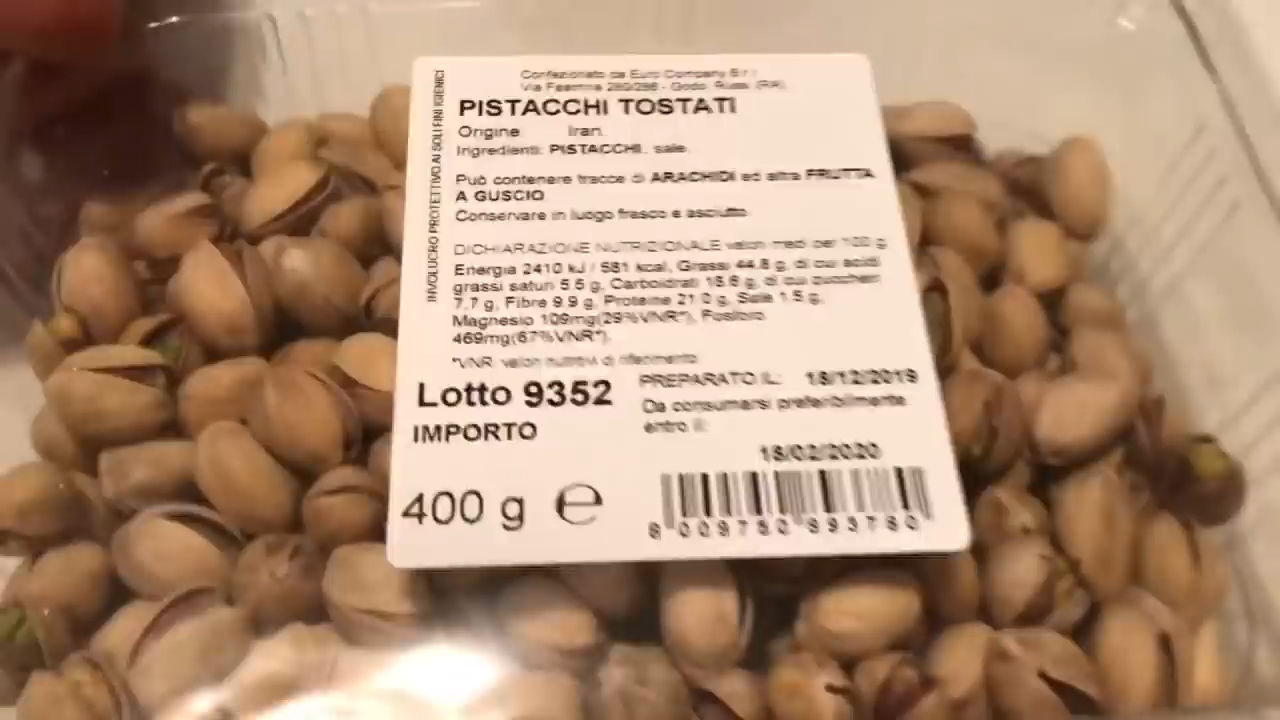 INVOLUCRO PROTETTIVO AI SOLI FINI IGIENICI
Confezionato da Euro Company S.r.l.
Via Faentina 280/286 - Godo Russi (RA)
PISTACCHI TOSTATI
Origine Iran.
Ingredienti: PISTACCHI, sale.
Può contenere tracce di ARACHIDI ed altra FRUTTA
A GUSCIO.
Conservare in luogo fresco e asciutto
DICHIARAZIONE NUTRIZIONALE valori medi per 100 g
Energia 2410 kJ / 581 kcal, Grassi 44.8 g, di cui acidi
grassi saturi 5.5 g, Carboidrati 18.6 g, di cui zuccheri
7.7 g, Fibre 9.9 g, Proteine 21.0 g, Sale 1.5 g,
Magnesio 109mg(29%VNR*), Fosforo
469mg(67%VNR*).
*VNR: valori nutritivi di riferimento
Lotto 9352
PREPARATO IL: 18/12/2019
IMPORTO
Da consumarsi preferibilmente
entro il:
18/02/2020
400 g ℮
8 009780 893780